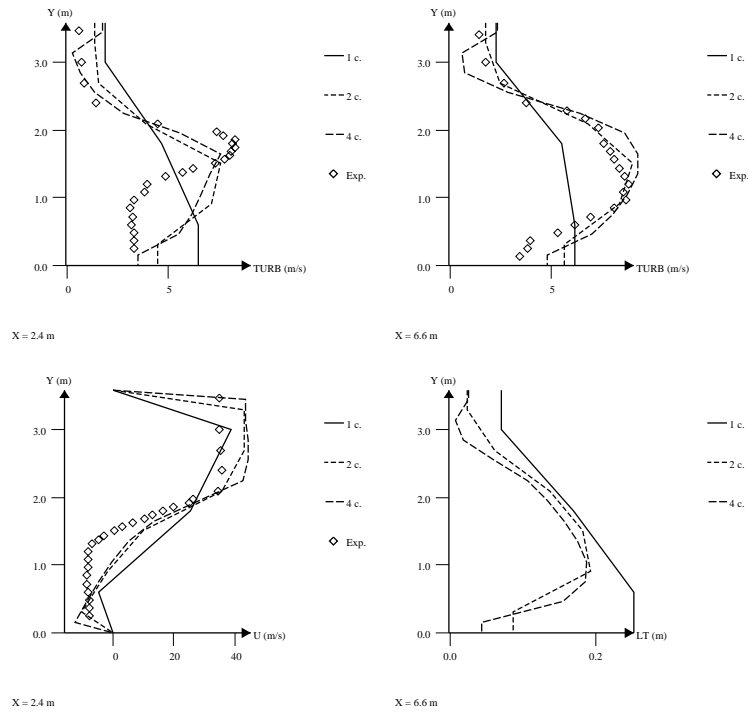 Y (m)
3.0
2.0
1.0
0.0
0
5
TURB (m/s)
1 c.
2 c.
4 c.
Exp.
X = 2.4 m
Y (m)
3.0
2.0
1.0
0.0
0
5
TURB (m/s)
1 c.
2 c.
4 c.
Exp.
X = 6.6 m
Y (m)
3.0
2.0
1.0
0.0
0
20
40
U (m/s)
1 c.
2 c.
4 c.
Exp.
X = 2.4 m
Y (m)
3.0
2.0
1.0
0.0
0.0
0.2
LT (m)
1 c.
2 c.
4 c.
X = 6.6 m